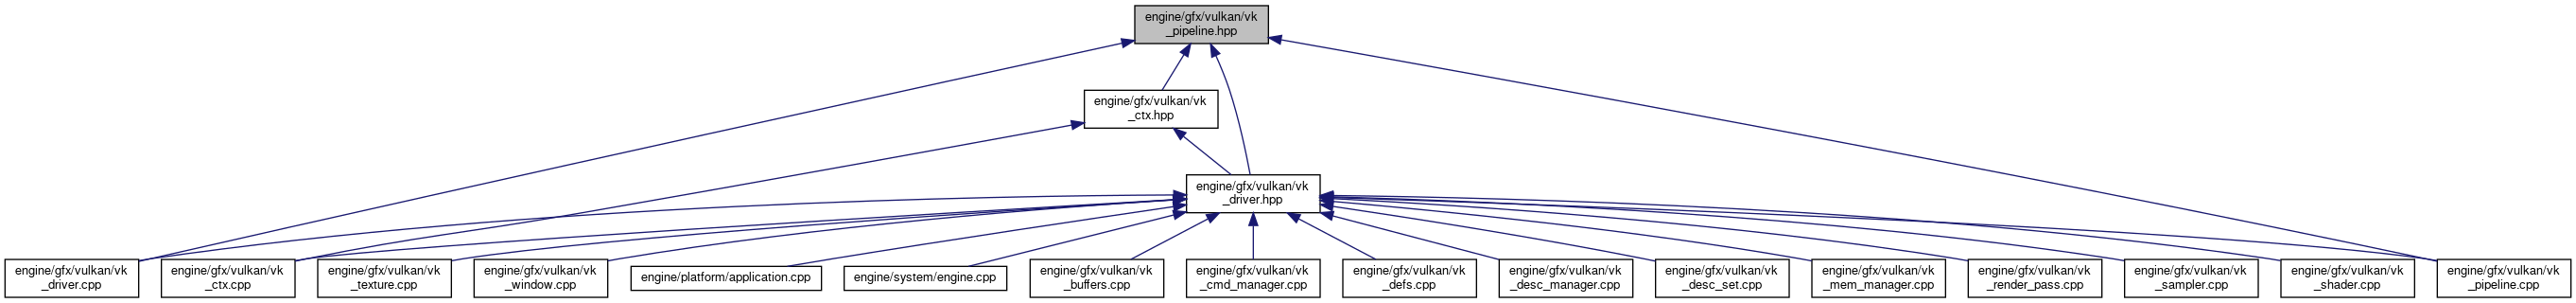 engine/gfx/vulkan/vk
_pipeline.hpp
engine/gfx/vulkan/vk
_ctx.hpp
engine/gfx/vulkan/vk
_driver.hpp
engine/gfx/vulkan/vk
_driver.cpp
engine/gfx/vulkan/vk
_ctx.cpp
engine/gfx/vulkan/vk
_texture.cpp
engine/gfx/vulkan/vk
_window.cpp
engine/platform/application.cpp
engine/system/engine.cpp
engine/gfx/vulkan/vk
_buffers.cpp
engine/gfx/vulkan/vk
_cmd_manager.cpp
engine/gfx/vulkan/vk
_defs.cpp
engine/gfx/vulkan/vk
_desc_manager.cpp
engine/gfx/vulkan/vk
_desc_set.cpp
engine/gfx/vulkan/vk
_mem_manager.cpp
engine/gfx/vulkan/vk
_render_pass.cpp
engine/gfx/vulkan/vk
_sampler.cpp
engine/gfx/vulkan/vk
_shader.cpp
engine/gfx/vulkan/vk
_pipeline.cpp